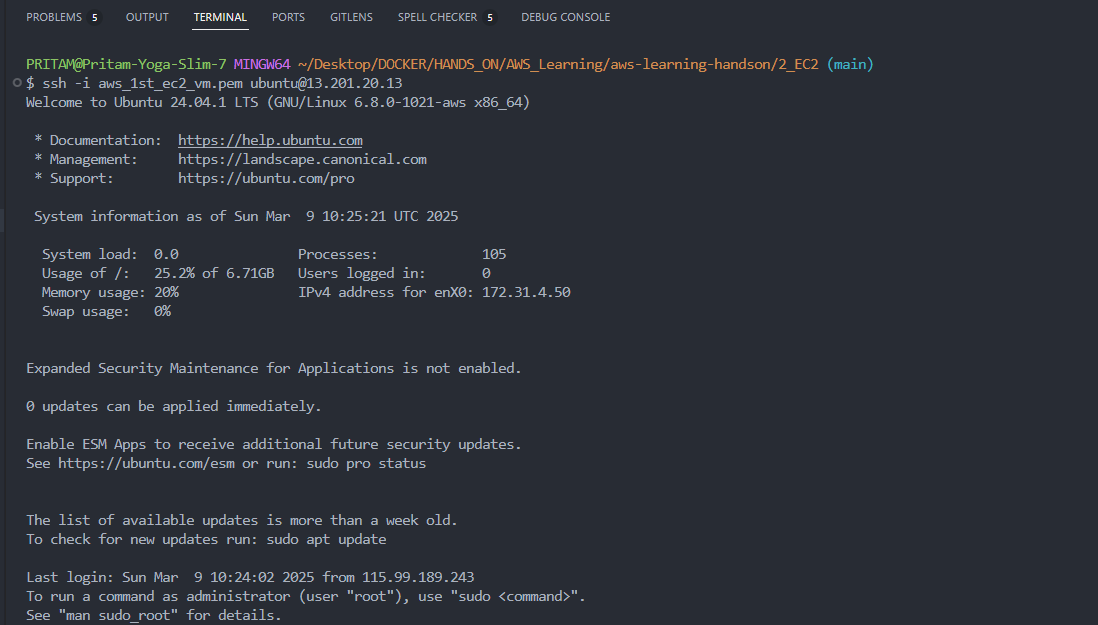 PROBLEMS 5 OUTPUT TERMINAL PORTS GITLENS SPELL CHECKER 5 DEBUG CONSOLE
PRITAM@Pritam-Yoga-Slim-7 MINGW64 ~/Desktop/DOCKER/HANDS_ON/AWS_Learning/aws-learning-handson/2_EC2 (main)
$ ssh -i aws_1st_ec2_vm.pem ubuntu@13.201.20.13
Welcome to Ubuntu 24.04.1 LTS (GNU/Linux 6.8.0-1021-aws x86_64)
* Documentation: https://help.ubuntu.com
* Management: https://landscape.canonical.com
* Support: https://ubuntu.com/pro
System information as of Sun Mar 9 10:25:21 UTC 2025
System load: 0.0 Processes: 105
Usage of /: 25.2% of 6.71GB Users logged in: 0
Memory usage: 20% IPv4 address for enX0: 172.31.4.50
Swap usage: 0%
Expanded Security Maintenance for Applications is not enabled.
0 updates can be applied immediately.
Enable ESM Apps to receive additional future security updates.
See https://ubuntu.com/esm or run: sudo pro status
The list of available updates is more than a week old.
To check for new updates run: sudo apt update
Last login: Sun Mar 9 10:24:02 2025 from 115.99.189.243
To run a command as administrator (user "root"), use "sudo <command>".
See "man sudo_root" for details.